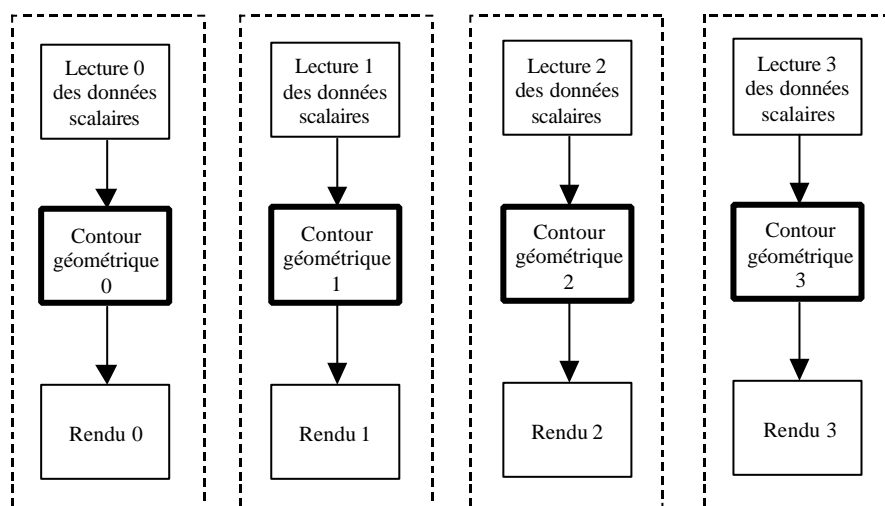 Lecture 0
des données
scalaires
Lecture 1
des données
scalaires
Lecture 2
des données
scalaires
Lecture 3
des données
scalaires
Contour
géométrique
0
Contour
géométrique
1
Contour
géométrique
2
Contour
géométrique
3
Rendu 0
Rendu 1
Rendu 2
Rendu 3